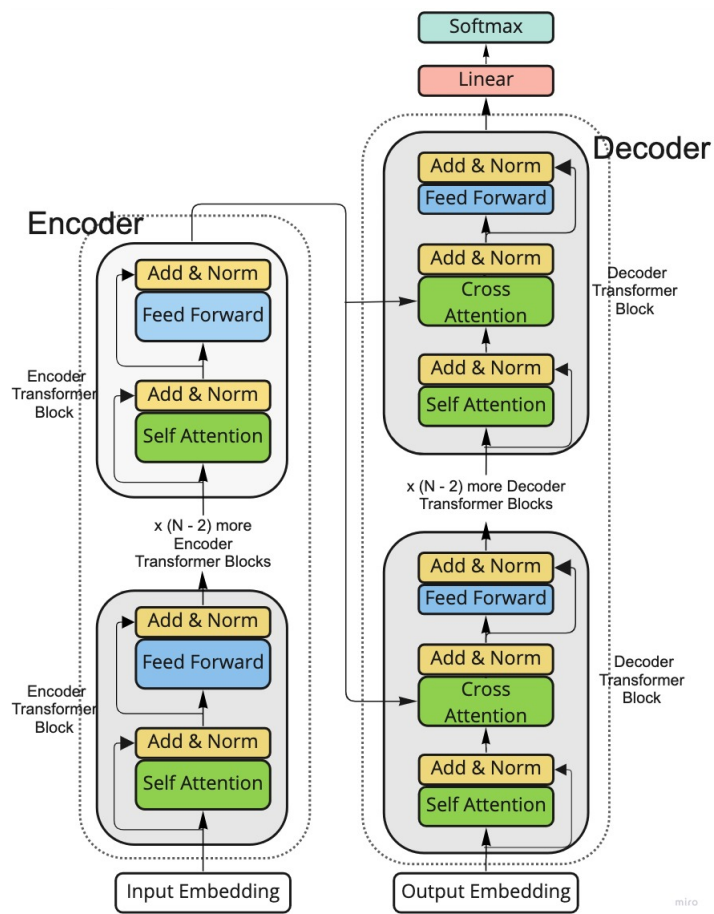 Softmax
Linear
Decoder
Add & Norm
Feed Forward
Add & Norm
Cross
Attention
Add & Norm
Self Attention
Decoder
Transformer
Block
x (N - 2) more Decoder
Transformer Blocks
Add & Norm
Feed Forward
Add & Norm
Cross
Attention
Add & Norm
Self Attention
Decoder
Transformer
Block
Output Embedding
Encoder
Add & Norm
Feed Forward
Add & Norm
Self Attention
Encoder
Transformer
Block
x (N - 2) more
Encoder
Transformer Blocks
Add & Norm
Feed Forward
Add & Norm
Self Attention
Encoder
Transformer
Block
Input Embedding
miro